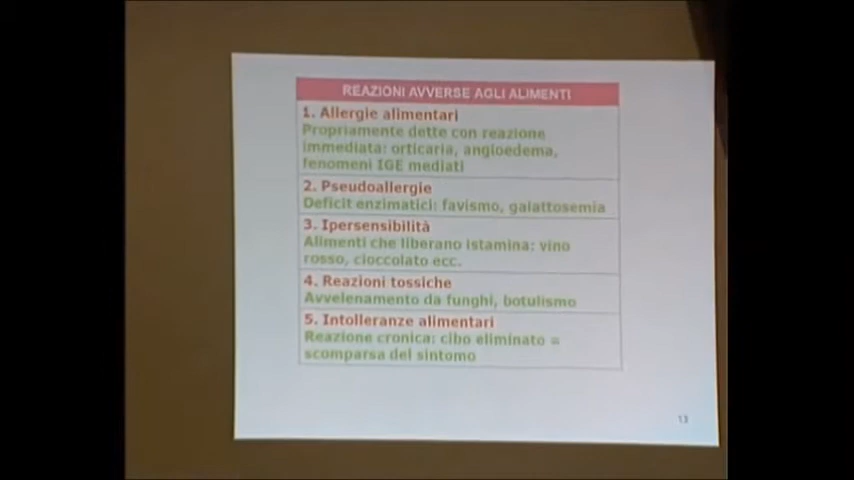 REAZIONI AVVERSE AGLI ALIMENTI
1. Allergie alimentari
Propriamente dette con reazione
immediata: orticaria, angioedema,
fenomeni IGE mediati
2. Pseudoallergie
Deficit enzimatici: favismo, galattosemia
3. Ipersensibilità
Alimenti che liberano istamina: vino
rosso, cioccolato ecc.
4. Reazioni tossiche
Avvelenamento da funghi, botulismo
5. Intolleranze alimentari
Reazione cronica: cibo eliminato =
scomparsa del sintomo
13